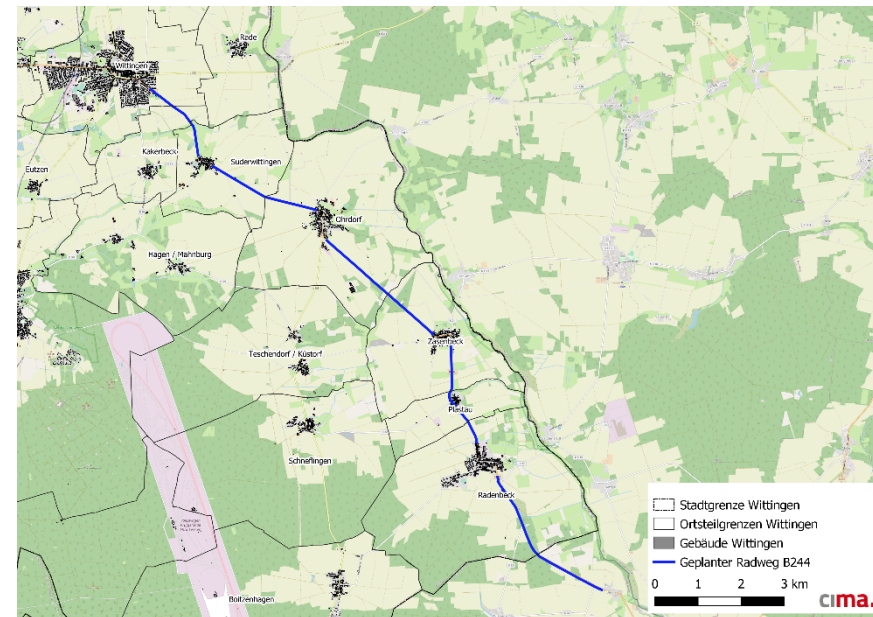 Rade
Wittingen
Kakerbeck
Suderwittingen
Eutzen
Ohrdorf
Hagen / Mahnburg
Zasenbeck
Teschendorf / Küstorf
Plastau
Schneflingen
Radenbeck
Boitzenhagen
Stadtgrenze Wittingen
Ortsteilgrenzen Wittingen
Gebäude Wittingen
Geplanter Radweg B244
0 1 2 3 km
cima.